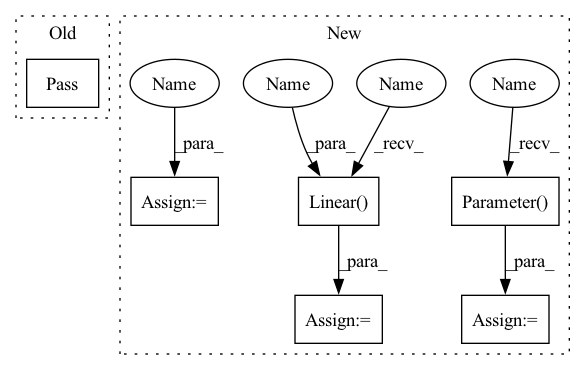 Old
New
Pass
Name
Name
Name
Name
_para_
_para_
_recv_
_recv_
Assign:=
Linear()
Parameter()
_para_
_para_
Assign:=
Assign:=